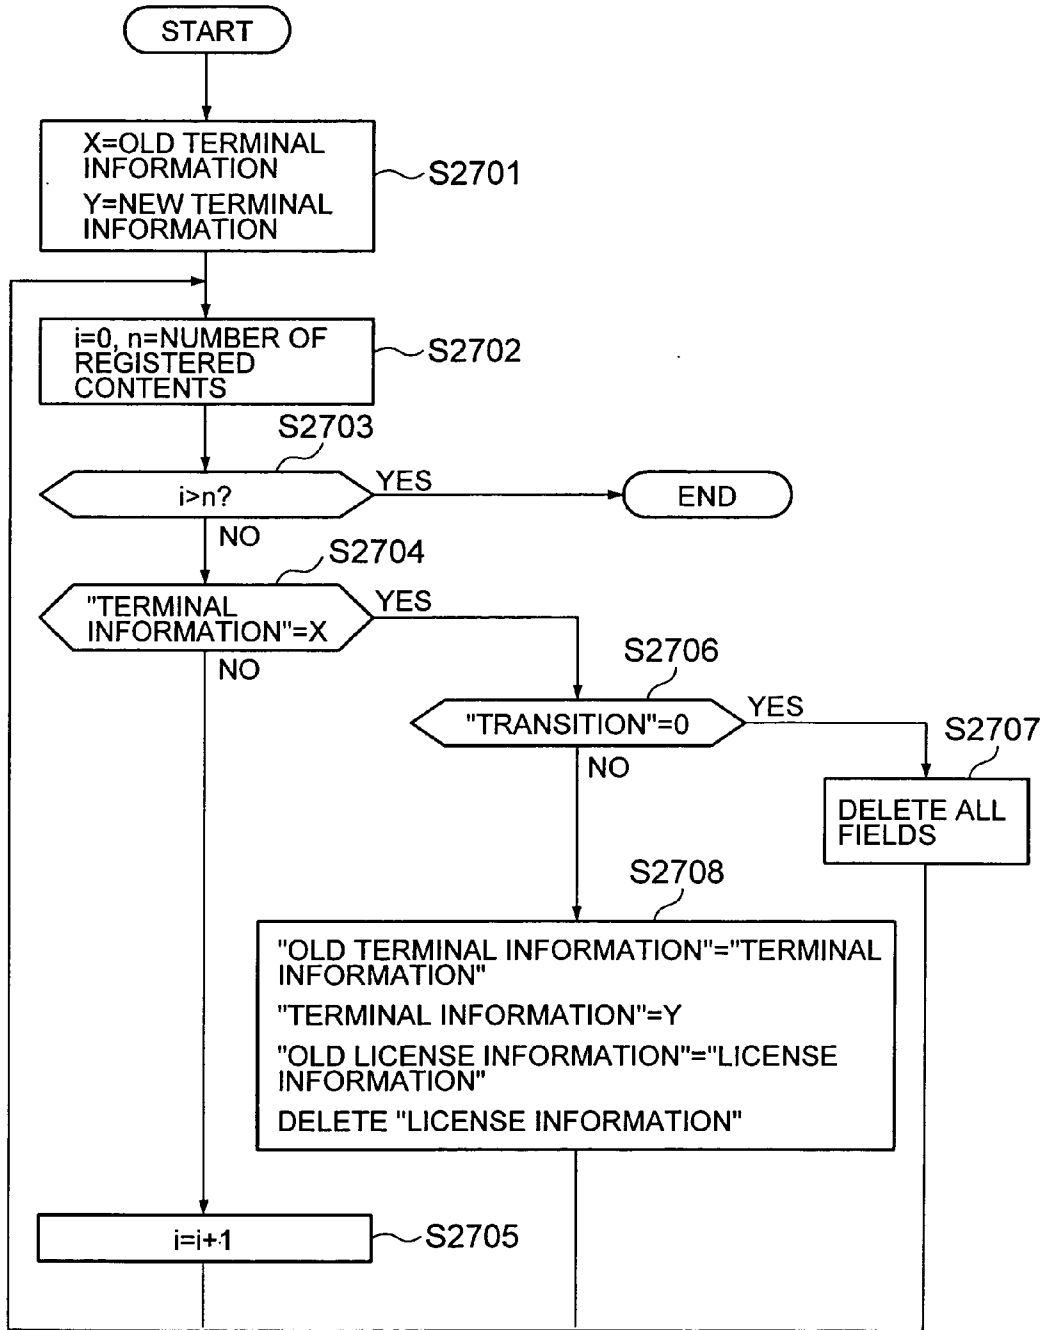 START
X=OLD TERMINAL
INFORMATION
Y=NEW TERMINAL
INFORMATION
S2701
i=0, n=NUMBER OF
REGISTERED
CONTENTS
S2702
S2703
i>n?
YES
END
NO
S2704
"TERMINAL
INFORMATION"=X
YES
NO
S2706
"TRANSITION"=0
YES
NO
S2707
DELETE ALL
FIELDS
S2708
"OLD TERMINAL INFORMATION"="TERMINAL
INFORMATION"
"TERMINAL INFORMATION"=Y
"OLD LICENSE INFORMATION"="LICENSE
INFORMATION"
DELETE "LICENSE INFORMATION"
i=i+1
S2705